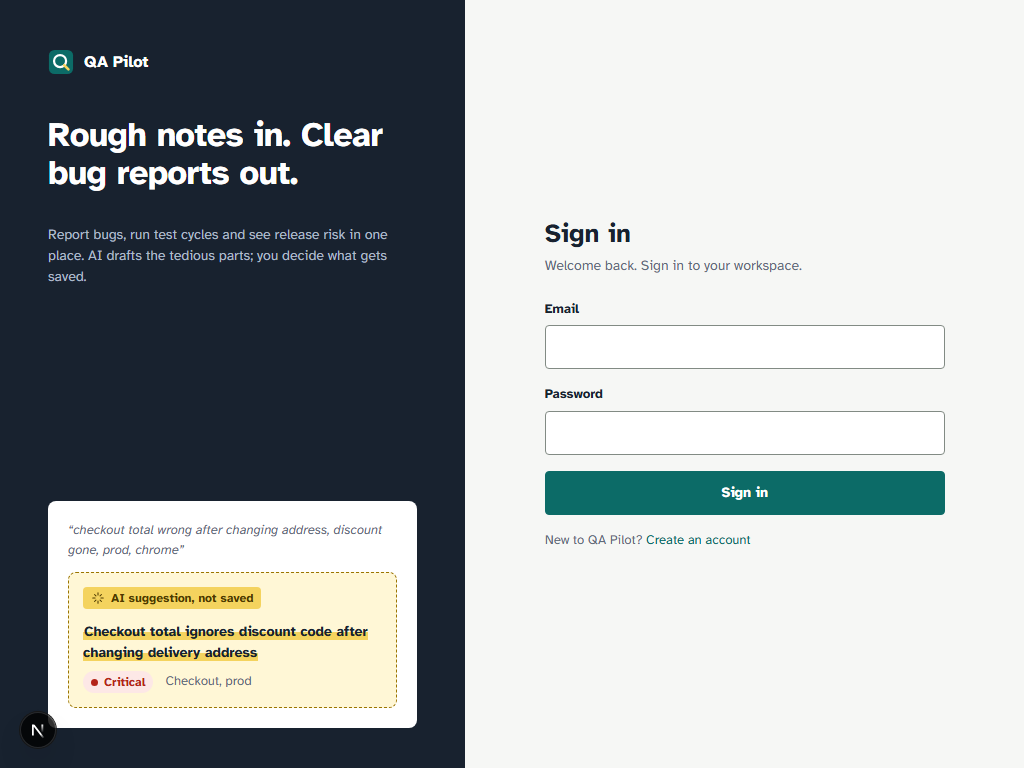 QA Pilot
Rough notes in. Clear
bug reports out.
Report bugs, run test cycles and see release risk in one
place. AI drafts the tedious parts; you decide what gets
saved.
“checkout total wrong after changing address, discount
gone, prod, chrome”
AI suggestion, not saved
Checkout total ignores discount code after
changing delivery address
Critical
Checkout, prod
N
Sign in
Welcome back. Sign in to your workspace.
Email
Password
Sign in
New to QA Pilot? Create an account